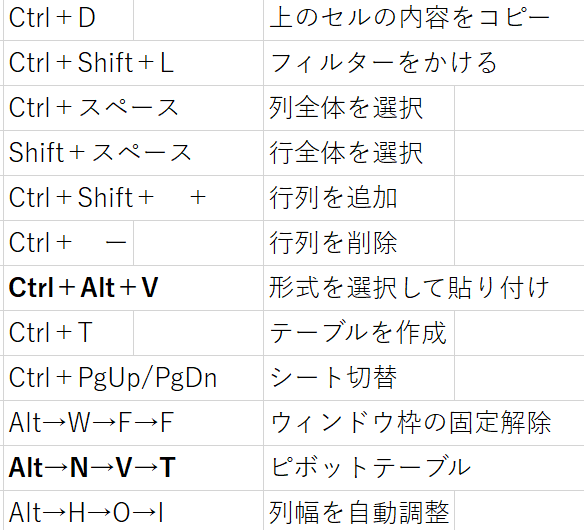 Ctrl＋D 上のセルの内容をコピー
Ctrl＋Shift＋L フィルターをかける
Ctrl＋スペース 列全体を選択
Shift＋スペース 行全体を選択
Ctrl＋Shift＋　＋ 行列を追加
Ctrl＋　ー 行列を削除
Ctrl＋Alt＋V 形式を選択して貼り付け
Ctrl＋T テーブルを作成
Ctrl＋PgUp/PgDn シート切替
Alt→W→F→F ウィンドウ枠の固定解除
Alt→N→V→T ピボットテーブル
Alt→H→O→I 列幅を自動調整